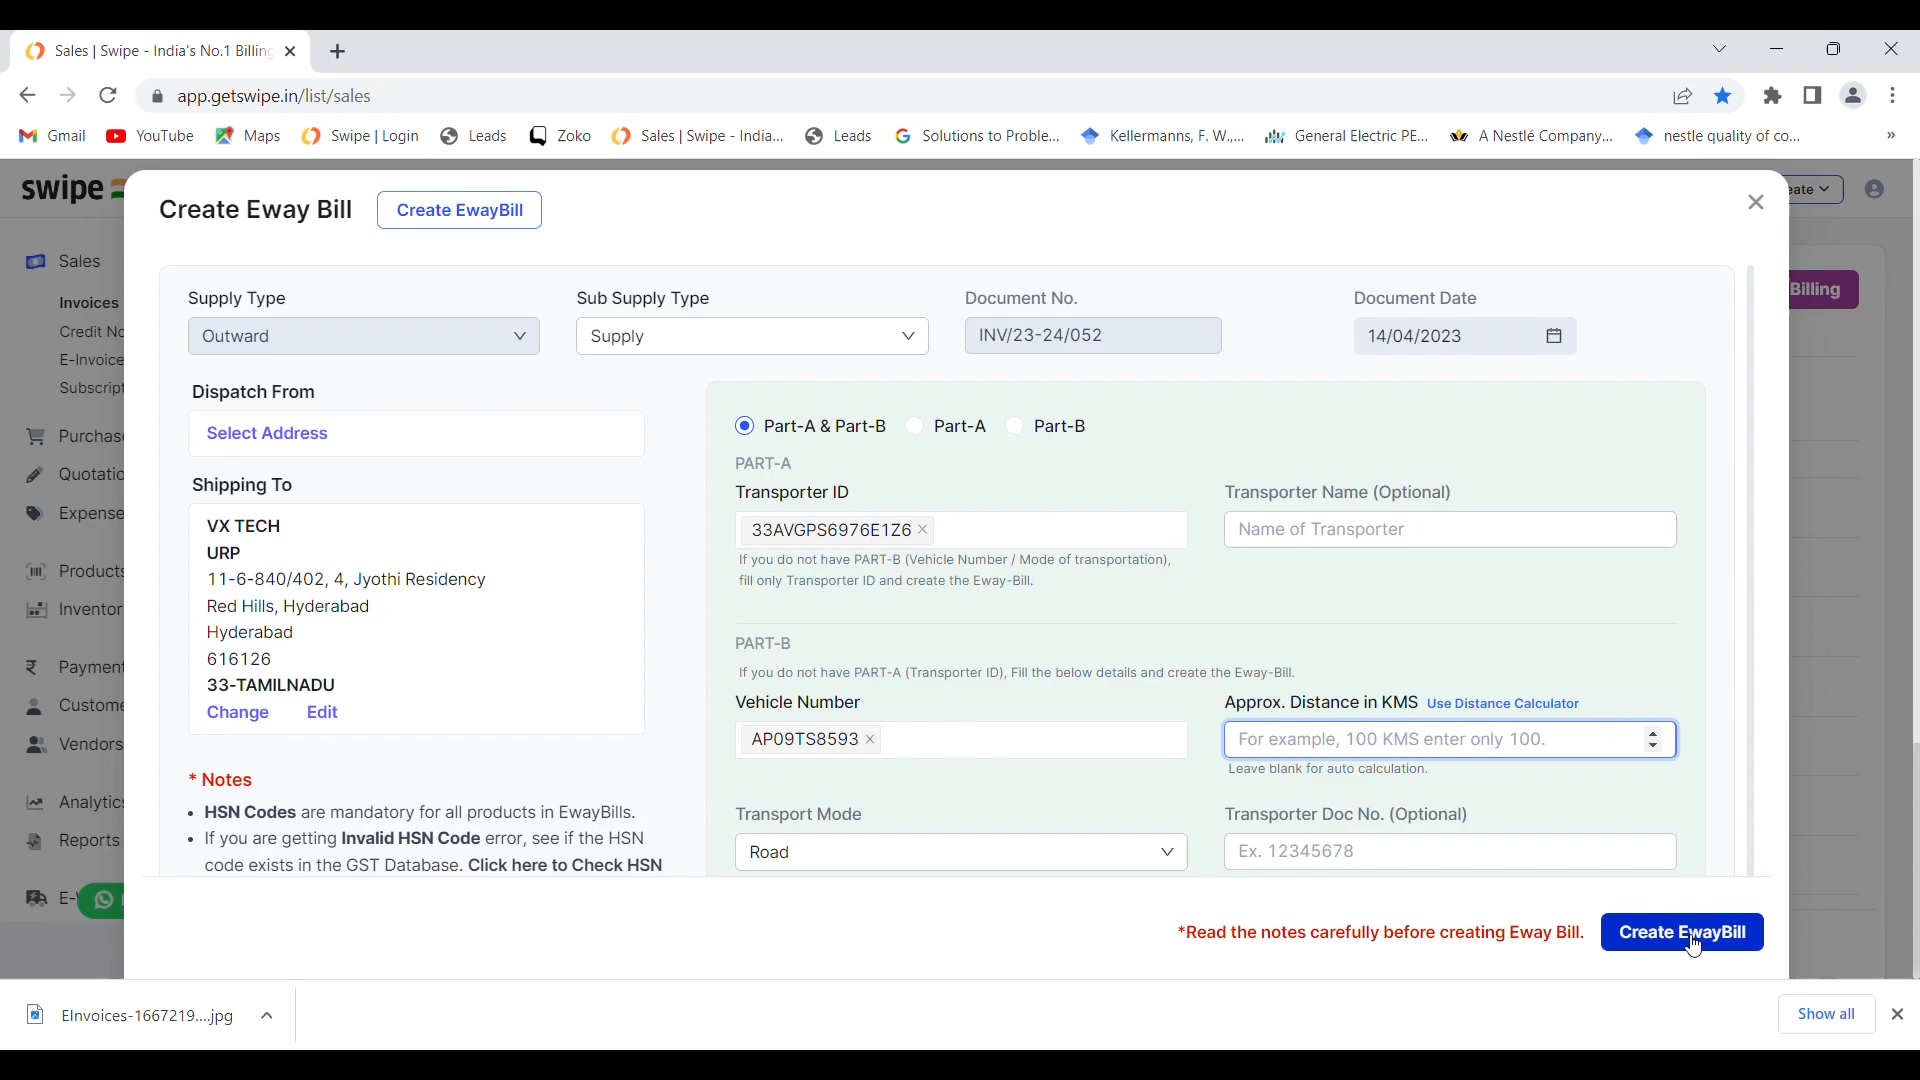 Sales | Swipe - India's No.1 Billing
app.getswipe.in/list/sales
Gmail YouTube Maps Swipe | Login Leads Zoko Sales | Swipe - India... Leads Solutions to Proble... Kellermanns, F. W.,... General Electric PE... A Nestlé Company... nestle quality of co... »
swipe
Create Eway Bill
Create EwayBill
eate
Sales
Invoices
Credit No
E-Invoice
Subscript
Purchas
Quotatio
Expense
Products
Inventor
Payment
Custome
Vendors
Analytics
Reports
E-
Billing
Supply Type Sub Supply Type Document No. Document Date
Outward Supply INV/23-24/052 14/04/2023
Dispatch From
Select Address
Shipping To
VX TECH
URP
11-6-840/402, 4, Jyothi Residency
Red Hills, Hyderabad
Hyderabad
616126
33-TAMILNADU
Change Edit
* Notes
• HSN Codes are mandatory for all products in EwayBills.
• If you are getting Invalid HSN Code error, see if the HSN
code exists in the GST Database. Click here to Check HSN
Part-A & Part-B Part-A Part-B
PART-A
Transporter ID Transporter Name (Optional)
33AVGPS6976E1Z6 Name of Transporter
If you do not have PART-B (Vehicle Number / Mode of transportation),
fill only Transporter ID and create the Eway-Bill.
PART-B
If you do not have PART-A (Transporter ID), Fill the below details and create the Eway-Bill.
Vehicle Number Approx. Distance in KMS Use Distance Calculator
AP09TS8593 For example, 100 KMS enter only 100.
Leave blank for auto calculation.
Transport Mode Transporter Doc No. (Optional)
Road Ex. 12345678
*Read the notes carefully before creating Eway Bill. Create EwayBill
EInvoices-1667219....jpg
Show all